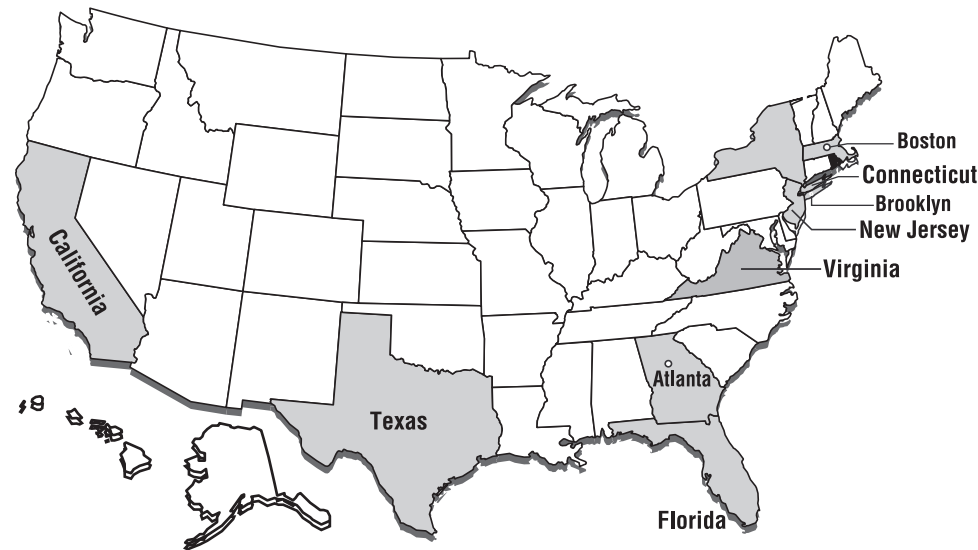 Boston
Connecticut
Brooklyn
New Jersey
Virginia
California
Atlanta
Texas
Florida